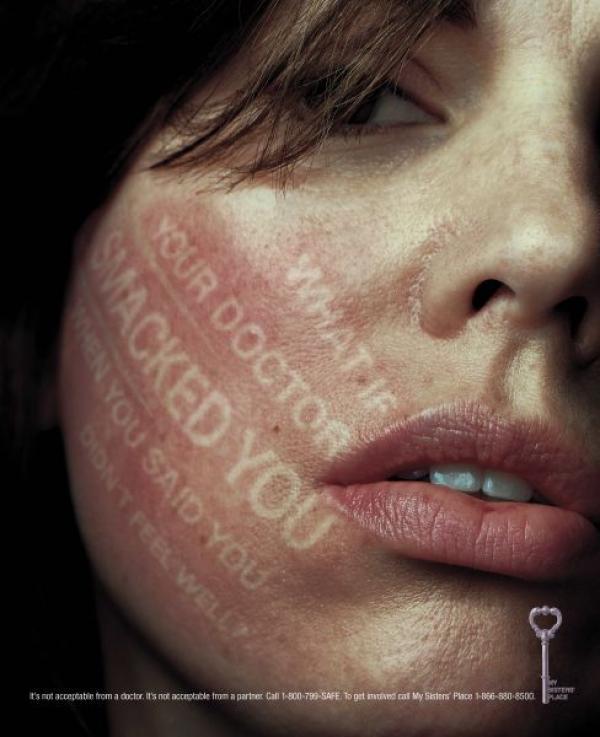 WHAT IF
YOUR DOCTOR
SMACKED YOU
WHEN YOU SAID YOU
DIDN'T FEEL WELL?
It's not acceptable from a doctor. It's not acceptable from a partner. Call 1-800-799-SAFE. To get involved call My Sisters' Place 1-866-880-8500.
MY
SISTERS'
PLACE